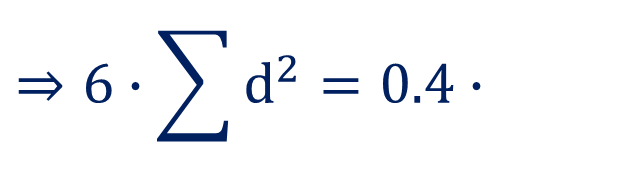 ⇒ 6 · ∑ d² = 0.4 ·